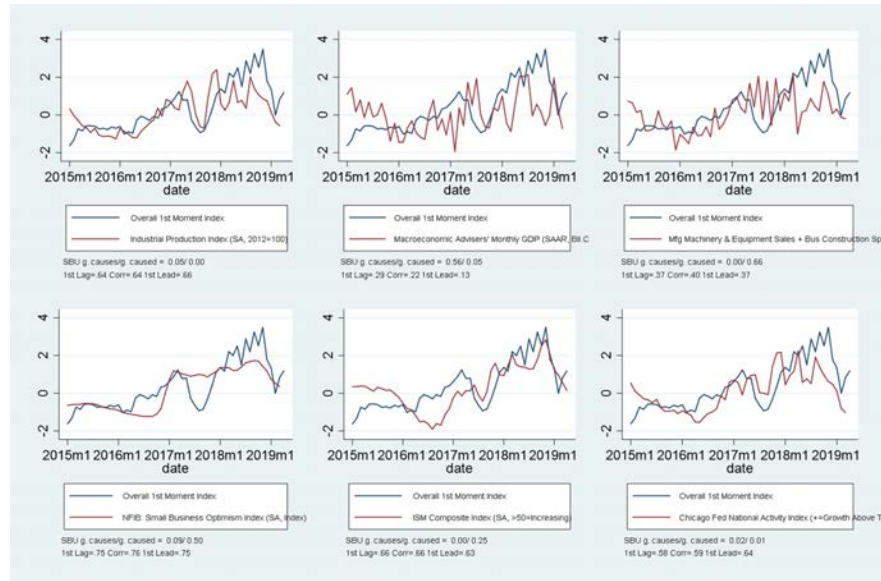 4
2
0
-2
2015m1 2016m1 2017m1 2018m1 2019m1
date
Overall 1st Moment Index
Industrial Production Index (SA, 2012=100)
SBU g. causes/g. caused = 0.05/ 0.00
1st Lag=.64 Corr=.64 1st Lead=.66
4
2
0
-2
2015m1 2016m1 2017m1 2018m1 2019m1
date
Overall 1st Moment Index
Macroeconomic Advisers' Monthly GDP (SAAR, Bil.C
SBU g. causes/g. caused = 0.56/ 0.05
1st Lag=.29 Corr=.22 1st Lead=.13
4
2
0
-2
2015m1 2016m1 2017m1 2018m1 2019m1
date
Overall 1st Moment Index
Mfg Machinery & Equipment Sales + Bus Construction Sp
SBU g. causes/g. caused = 0.00/ 0.66
1st Lag=.37 Corr=.40 1st Lead=.37
4
2
0
-2
2015m1 2016m1 2017m1 2018m1 2019m1
date
Overall 1st Moment Index
NFIB: Small Business Optimism Index (SA, Index)
SBU g. causes/g. caused = 0.09/ 0.50
1st Lag=.75 Corr=.76 1st Lead=.75
4
2
0
-2
2015m1 2016m1 2017m1 2018m1 2019m1
date
Overall 1st Moment Index
ISM Composite Index (SA, >50=Increasing)
SBU g. causes/g. caused = 0.00/ 0.25
1st Lag=.66 Corr=.66 1st Lead=.63
4
2
0
-2
2015m1 2016m1 2017m1 2018m1 2019m1
date
Overall 1st Moment Index
Chicago Fed National Activity Index (+=Growth Above T
SBU g. causes/g. caused = 0.02/ 0.01
1st Lag=.58 Corr=.59 1st Lead=.64